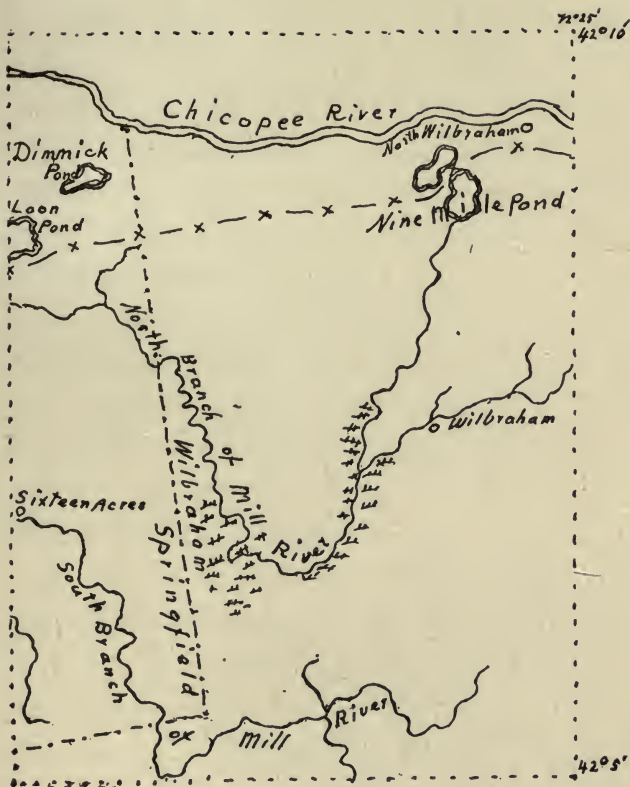 72°25'
42°10'
Chicopee River
North Wilbraham
Dimmick
Pond
Loon
Pond
Nine Mile Pond
North Branch of Mill River
Wilbraham
Wilbraham
Springfield
Sixteen Acres
South Branch
Mill River
42°5'